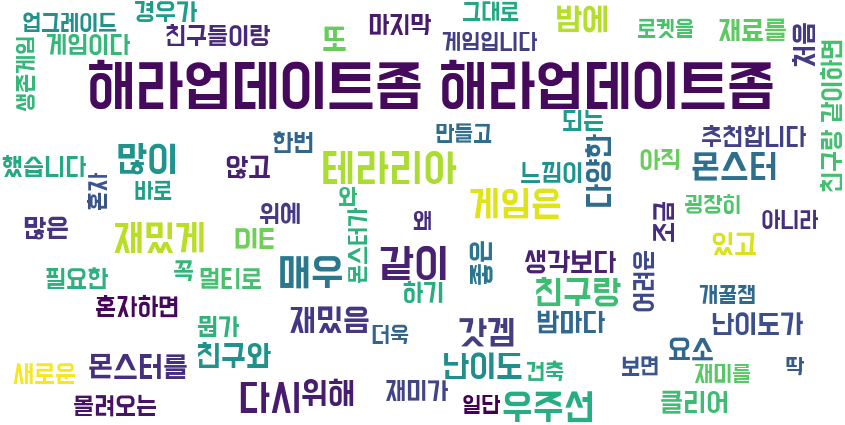 업그레이드 경우가 마지막 그대로 밤에 로켓을 재료를 처음
생존게임 게임이다 친구들이랑 또 게임입니다
해라업데이트좀 해라업데이트좀
친구랑 같이하면
했습니다 많이 한번 만들고 되는 추천합니다
혼자 바로 않고 테라리아 느낌이 다양한 아직 몬스터
많은 재밌게 위에 와 왜 게임은 조금 굉장히 아니라
DIE 몬스터가 같이 좋은 생각보다 있고
필요한 꼭 멀티로 매우 하기 친구랑 어려운 개꿀잼
혼자하면 뭔가 재밌음 더욱 갓겜 밤마다 난이도가
새로운 몬스터를 친구와 난이도 건축 보면 요소 재미를 딱
몰려오는 다시 위해 재미가 일단 우주선 클리어